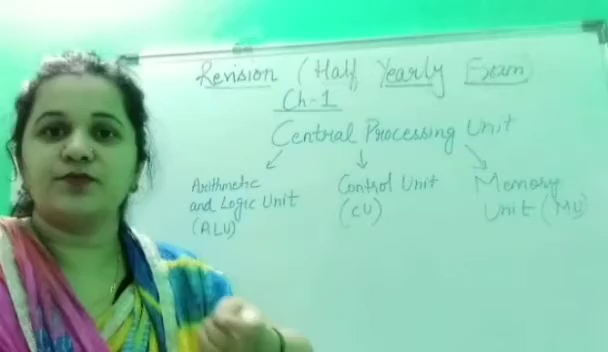 Revision (Half Yearly Exam)
Ch-1
Central Processing Unit
Arithmetic
and Logic Unit
(ALU)
Control Unit
(CU)
Memory
Unit (MU)